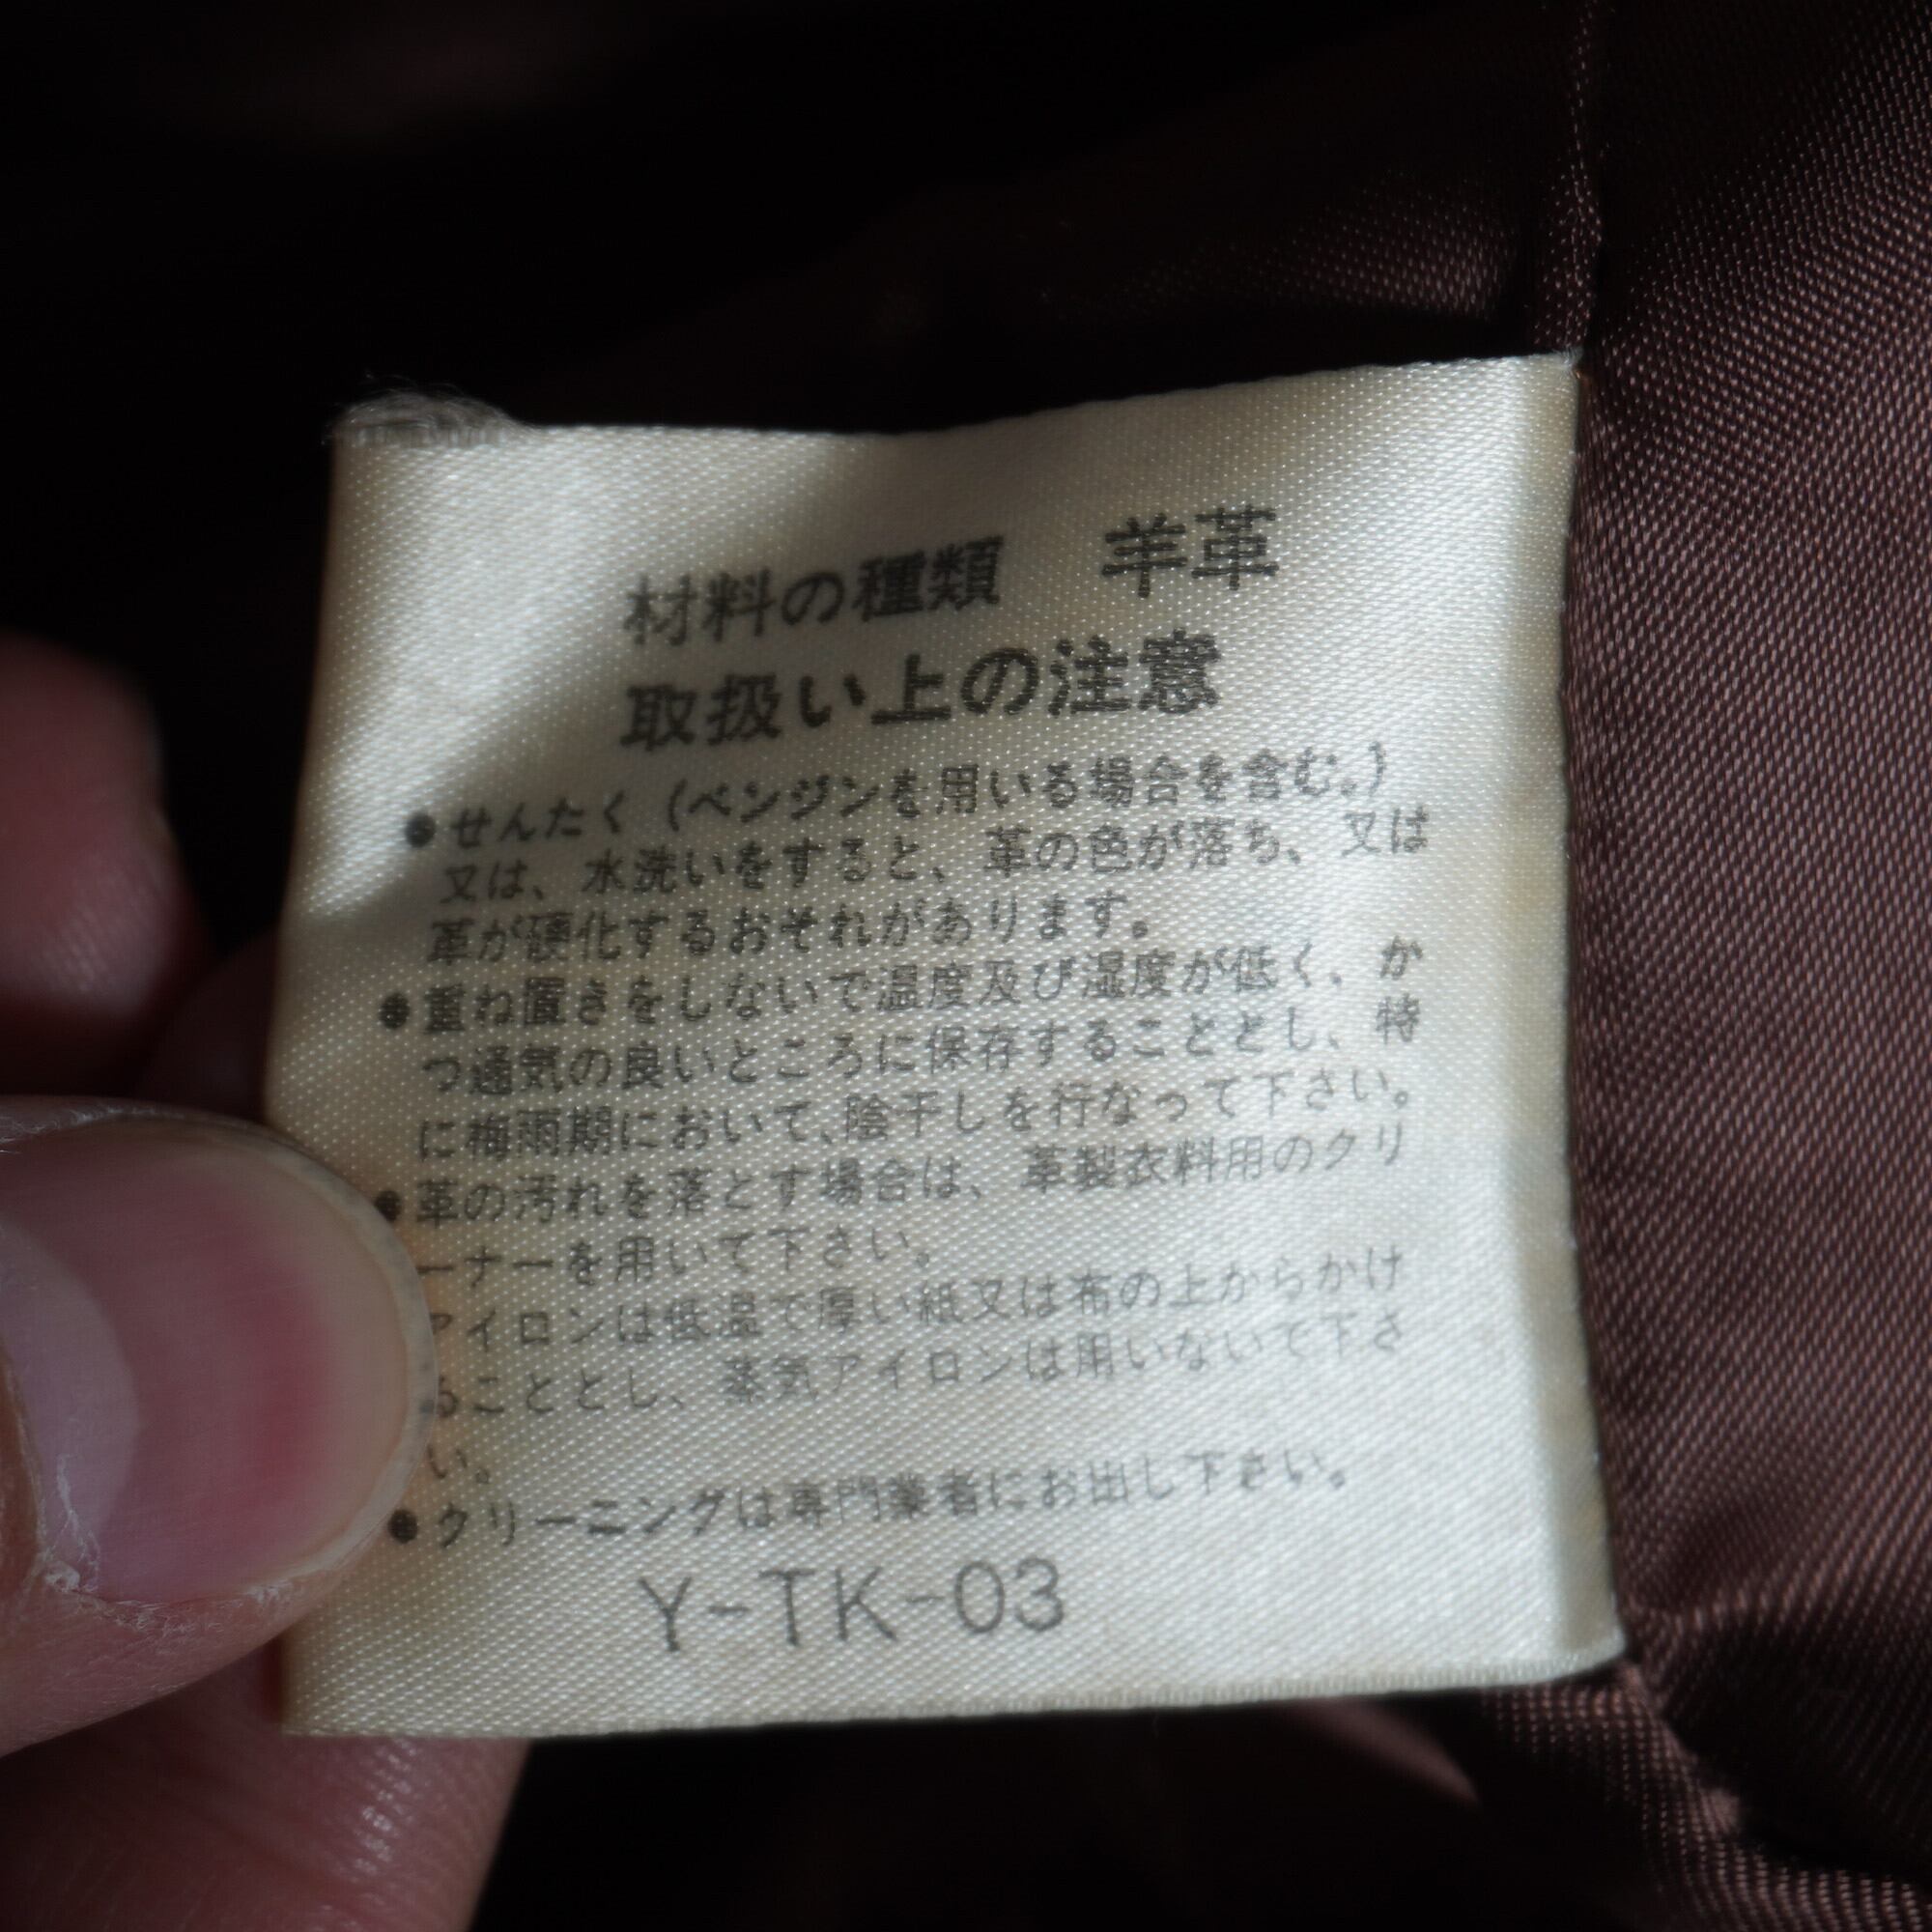 材料の種類　羊革
取扱い上の注意
●せんたく(ベンジンを用いる場合を含む。)
又は、水洗いをすると、革の色が落ち、又は
革が硬化するおそれがあります。
●重ね置きをしないで温度及び湿度が低く、か
つ通気の良いところに保存することとし、特
に梅雨期において、陰干しを行なって下さい。
●革の汚れを落とす場合は、革製衣料用のクリ
ーナーを用いて下さい。
アイロンは低温で厚い紙又は布の上からかけ
ることとし、蒸気アイロンは用いないで下さ
い。
●クリーニングは専門業者にお出し下さい。
Y-TK-03